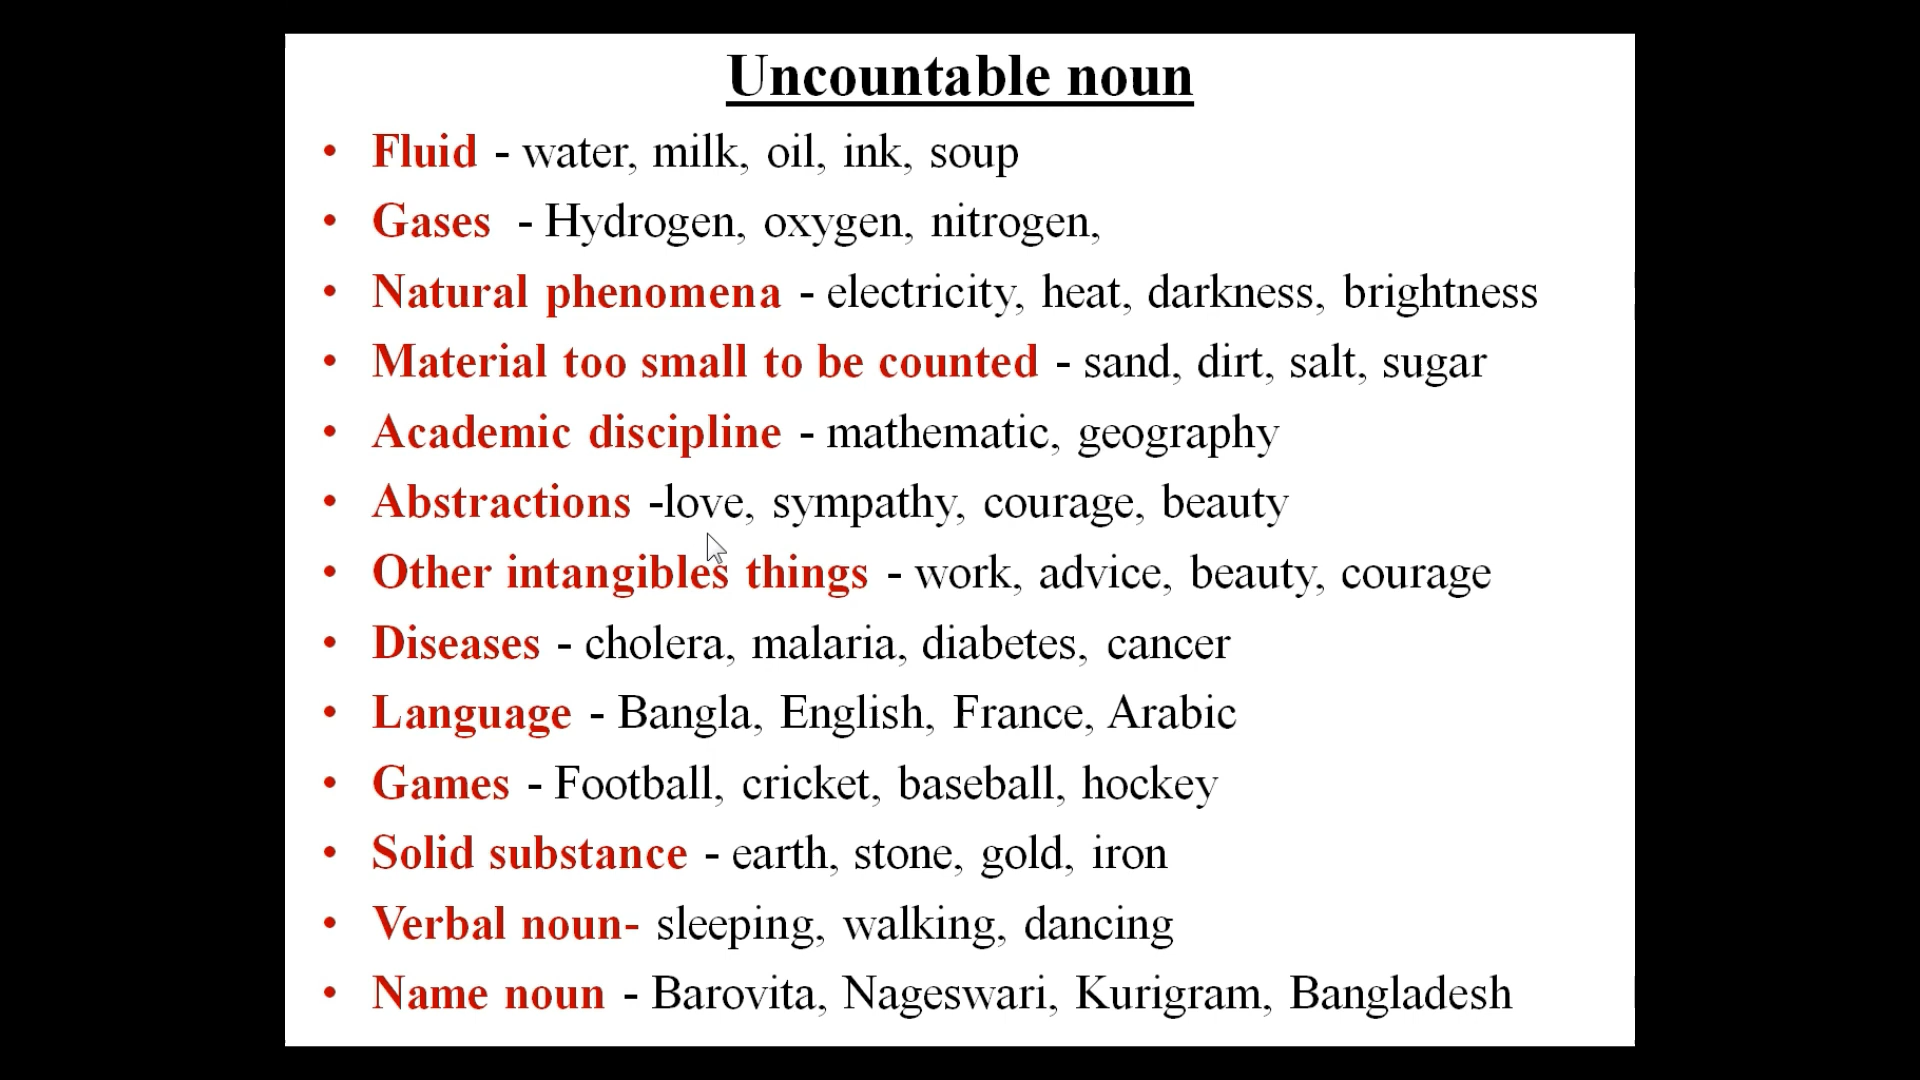 Uncountable noun
• Fluid - water, milk, oil, ink, soup
• Gases - Hydrogen, oxygen, nitrogen,
• Natural phenomena - electricity, heat, darkness, brightness
• Material too small to be counted - sand, dirt, salt, sugar
• Academic discipline - mathematic, geography
• Abstractions -love, sympathy, courage, beauty
• Other intangibles things - work, advice, beauty, courage
• Diseases - cholera, malaria, diabetes, cancer
• Language - Bangla, English, France, Arabic
• Games - Football, cricket, baseball, hockey
• Solid substance - earth, stone, gold, iron
• Verbal noun- sleeping, walking, dancing
• Name noun - Barovita, Nageswari, Kurigram, Bangladesh